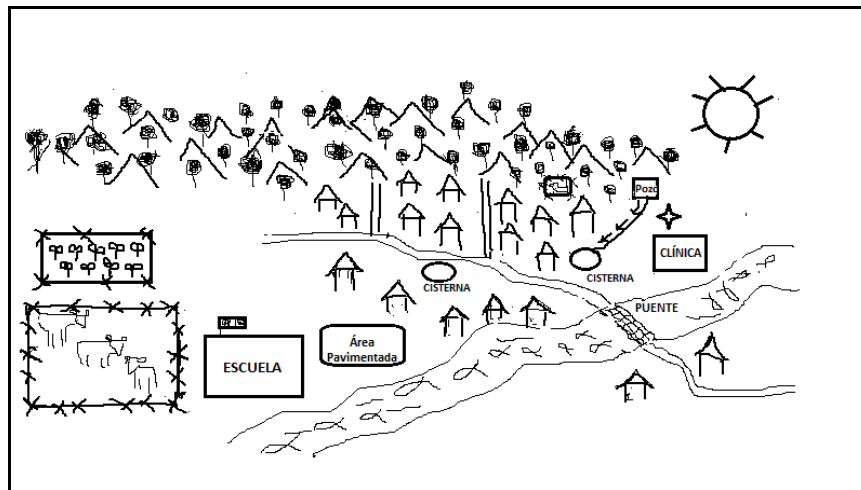 Pozo
CLÍNICA
CISTERNA
CISTERNA
PUENTE
Área
Pavimentada
ESCUELA